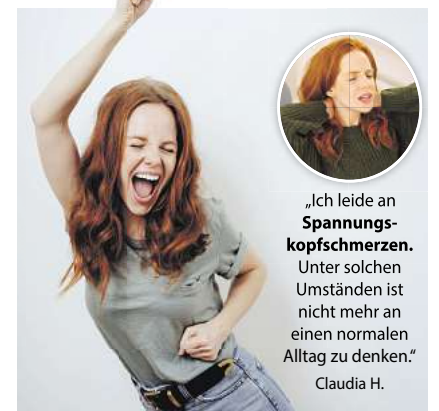 „Ich leide an
Spannungs-
kopfschmerzen.
Unter solchen
Umständen ist
nicht mehr an
einen normalen
Alltag zu denken.“
Claudia H.